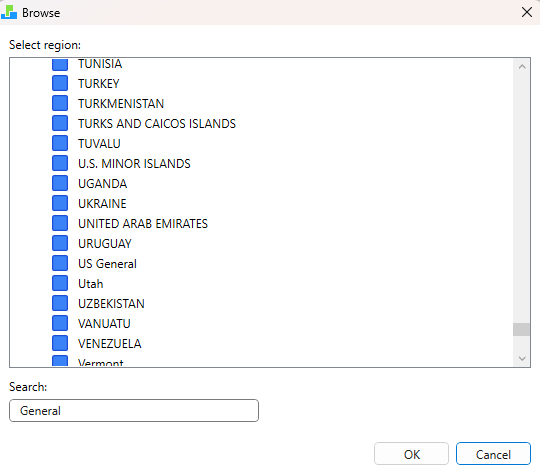 Browse
Select region:
TUNISIA
TURKEY
TURKMENISTAN
TURKS AND CAICOS ISLANDS
TUVALU
U.S. MINOR ISLANDS
UGANDA
UKRAINE
UNITED ARAB EMIRATES
URUGUAY
US General
Utah
UZBEKISTAN
VANUATU
VENEZUELA
Vermont
Search:
General
OK
Cancel